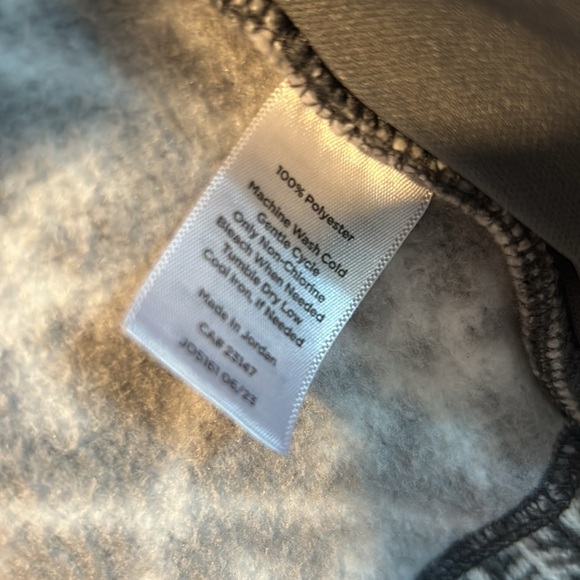 100% Polyester
Machine Wash Cold
Gentle Cycle
Only Non-Chlorine
Bleach When Needed
Tumble Dry Low
Cool Iron, if Needed
Made in Jordan
CA# 23147
JO5161 06/23